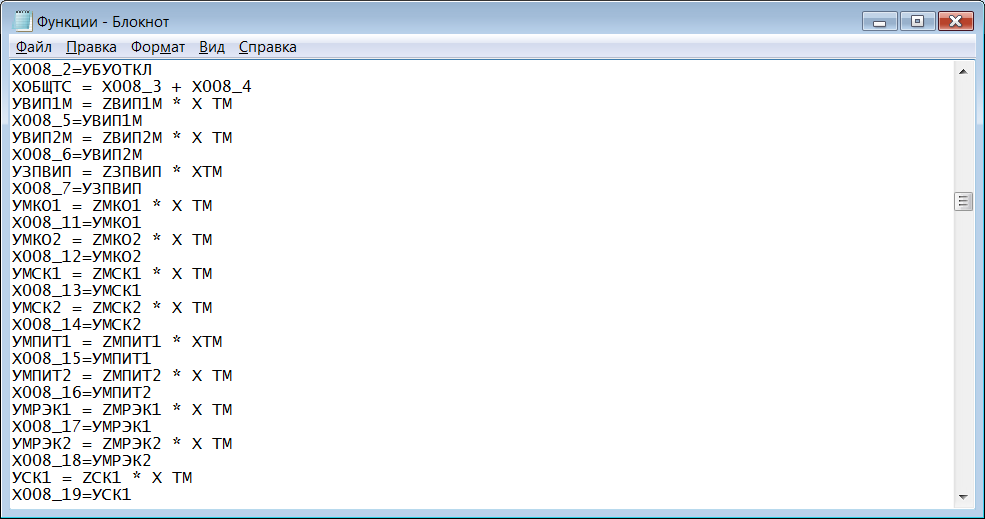 Функции - Блокнот
Файл Правка Формат Вид Справка
X008_2=УБУОТКЛ
ХОБЩТС = X008_3 + X008_4
УВИП1М = ZВИП1М * X ТМ
X008_5=УВИП1М
УВИП2М = ZВИП2М * X ТМ
X008_6=УВИП2М
УЗПВИП = ZЗПВИП * XТМ
X008_7=УЗПВИП
УМКО1 = ZМКО1 * X ТМ
X008_11=УМКО1
УМКО2 = ZМКО2 * X ТМ
X008_12=УМКО2
УМСК1 = ZМСК1 * X ТМ
X008_13=УМСК1
УМСК2 = ZМСК2 * X ТМ
X008_14=УМСК2
УМПИТ1 = ZМПИТ1 * XТМ
X008_15=УМПИТ1
УМПИТ2 = ZМПИТ2 * X ТМ
X008_16=УМПИТ2
УМРЭК1 = ZМРЭК1 * X ТМ
X008_17=УМРЭК1
УМРЭК2 = ZМРЭК2 * X ТМ
X008_18=УМРЭК2
УСК1 = ZСК1 * X ТМ
X008_19=УСК1